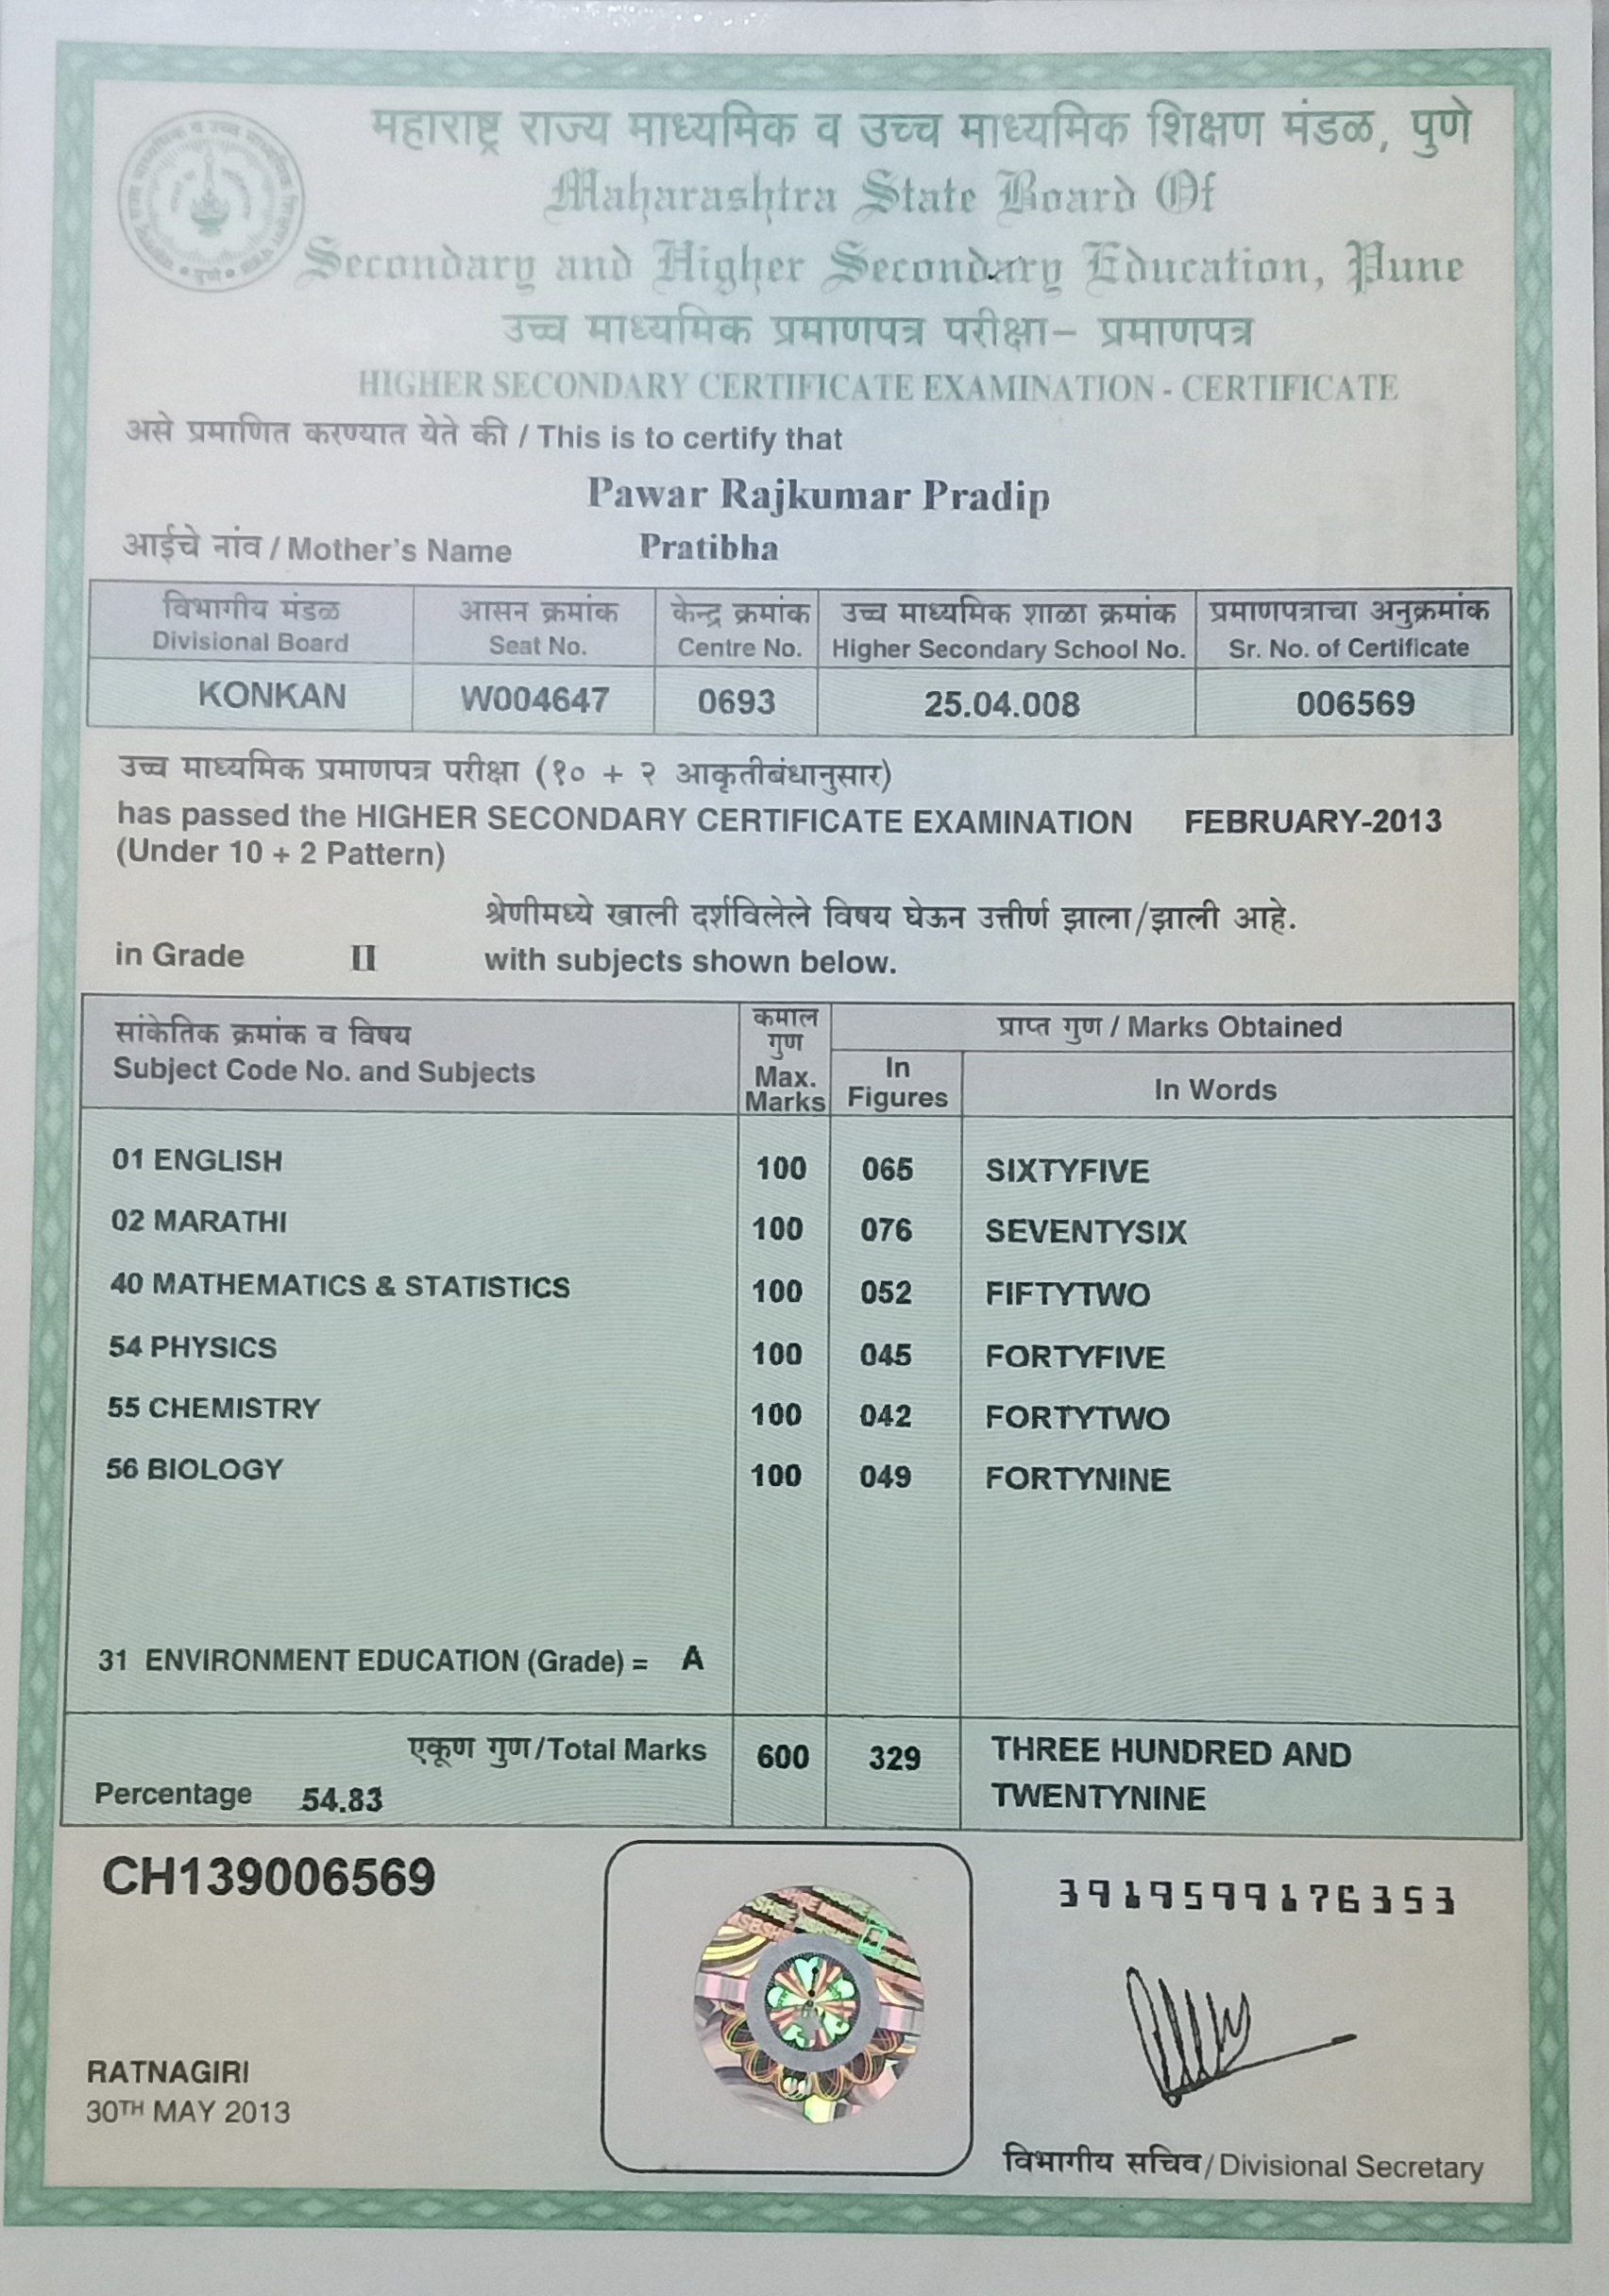 महाराष्ट्र राज्य माध्यमिक व उच्च माध्यमिक शिक्षण मंडळ, पुणे
Maharashtra State Board Of
Secondary and Higher Secondary Education, Pune
उच्च माध्यमिक प्रमाणपत्र परीक्षा– प्रमाणपत्र
HIGHER SECONDARY CERTIFICATE EXAMINATION - CERTIFICATE
असे प्रमाणित करण्यात येते की / This is to certify that
Pawar Rajkumar Pradip
आईचे नांव / Mother's Name Pratibha
विभागीय मंडळ आसन क्रमांक केन्द्र क्रमांक उच्च माध्यमिक शाळा क्रमांक प्रमाणपत्राचा अनुक्रमांक
Divisional Board Seat No. Centre No. Higher Secondary School No. Sr. No. of Certificate
KONKAN W004647 0693 25.04.008 006569
उच्च माध्यमिक प्रमाणपत्र परीक्षा (१० + २ आकृतीबंधानुसार)
has passed the HIGHER SECONDARY CERTIFICATE EXAMINATION FEBRUARY-2013
(Under 10 + 2 Pattern)
श्रेणीमध्ये खाली दर्शविलेले विषय घेऊन उत्तीर्ण झाला/झाली आहे.
in Grade II with subjects shown below.
सांकेतिक क्रमांक व विषय
Subject Code No. and Subjects
कमाल
गुण
Max.
Marks
प्राप्त गुण / Marks Obtained
In
Figures
In Words
01 ENGLISH 100 065 SIXTYFIVE
02 MARATHI 100 076 SEVENTYSIX
40 MATHEMATICS & STATISTICS 100 052 FIFTYTWO
54 PHYSICS 100 045 FORTYFIVE
55 CHEMISTRY 100 042 FORTYTWO
56 BIOLOGY 100 049 FORTYNINE
31 ENVIRONMENT EDUCATION (Grade) = A
एकूण गुण/Total Marks 600 329 THREE HUNDRED AND
TWENTYNINE
Percentage 54.83
CH139006569
3919599176353
RATNAGIRI
30TH MAY 2013
विभागीय सचिव/Divisional Secretary